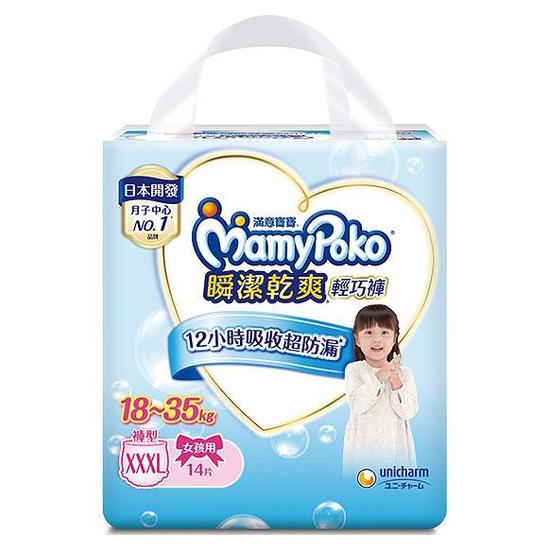 日本開發
月子中心
NO.1*
品牌
滿意寶寶®
MamyPoko
瞬潔乾爽® 輕巧褲
12小時吸收超防漏*
18~35kg
褲型
XXXL
女孩用
14片
unicharm
ユニ・チャーム